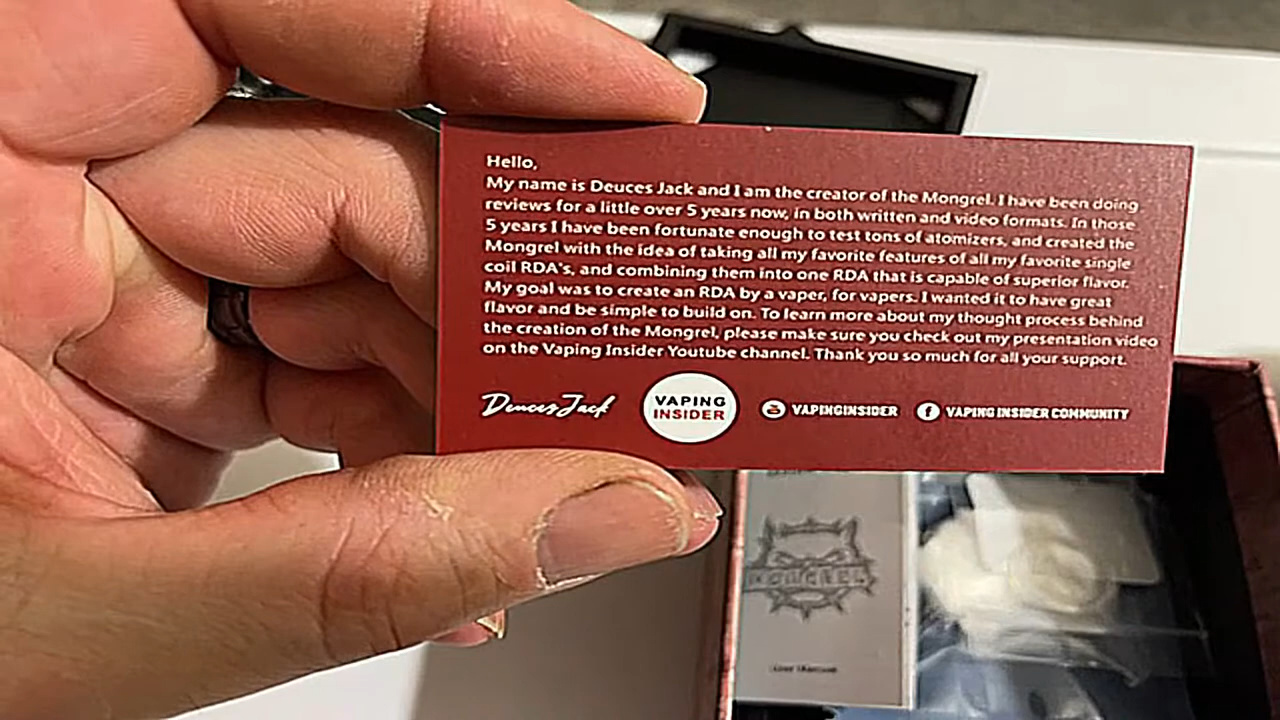 Hello,
My name is Deuces Jack and I am the creator of the Mongrel. I have been doing
reviews for a little over 5 years now, in both written and video formats. In those
5 years I have been fortunate enough to test tons of atomizers, and created the
Mongrel with the idea of taking all my favorite features of all my favorite single
coil RDA's, and combining them into one RDA that is capable of superior flavor.
My goal was to create an RDA by a vaper, for vapers. I wanted it to have great
flavor and be simple to build on. To learn more about my thought process behind
the creation of the Mongrel, please make sure you check out my presentation video
on the Vaping Insider Youtube channel. Thank you so much for all your support.
Deuces Jack
VAPING
INSIDER
VAPINGINSIDER
f VAPING INSIDER COMMUNITY
MONGREL
User Manual